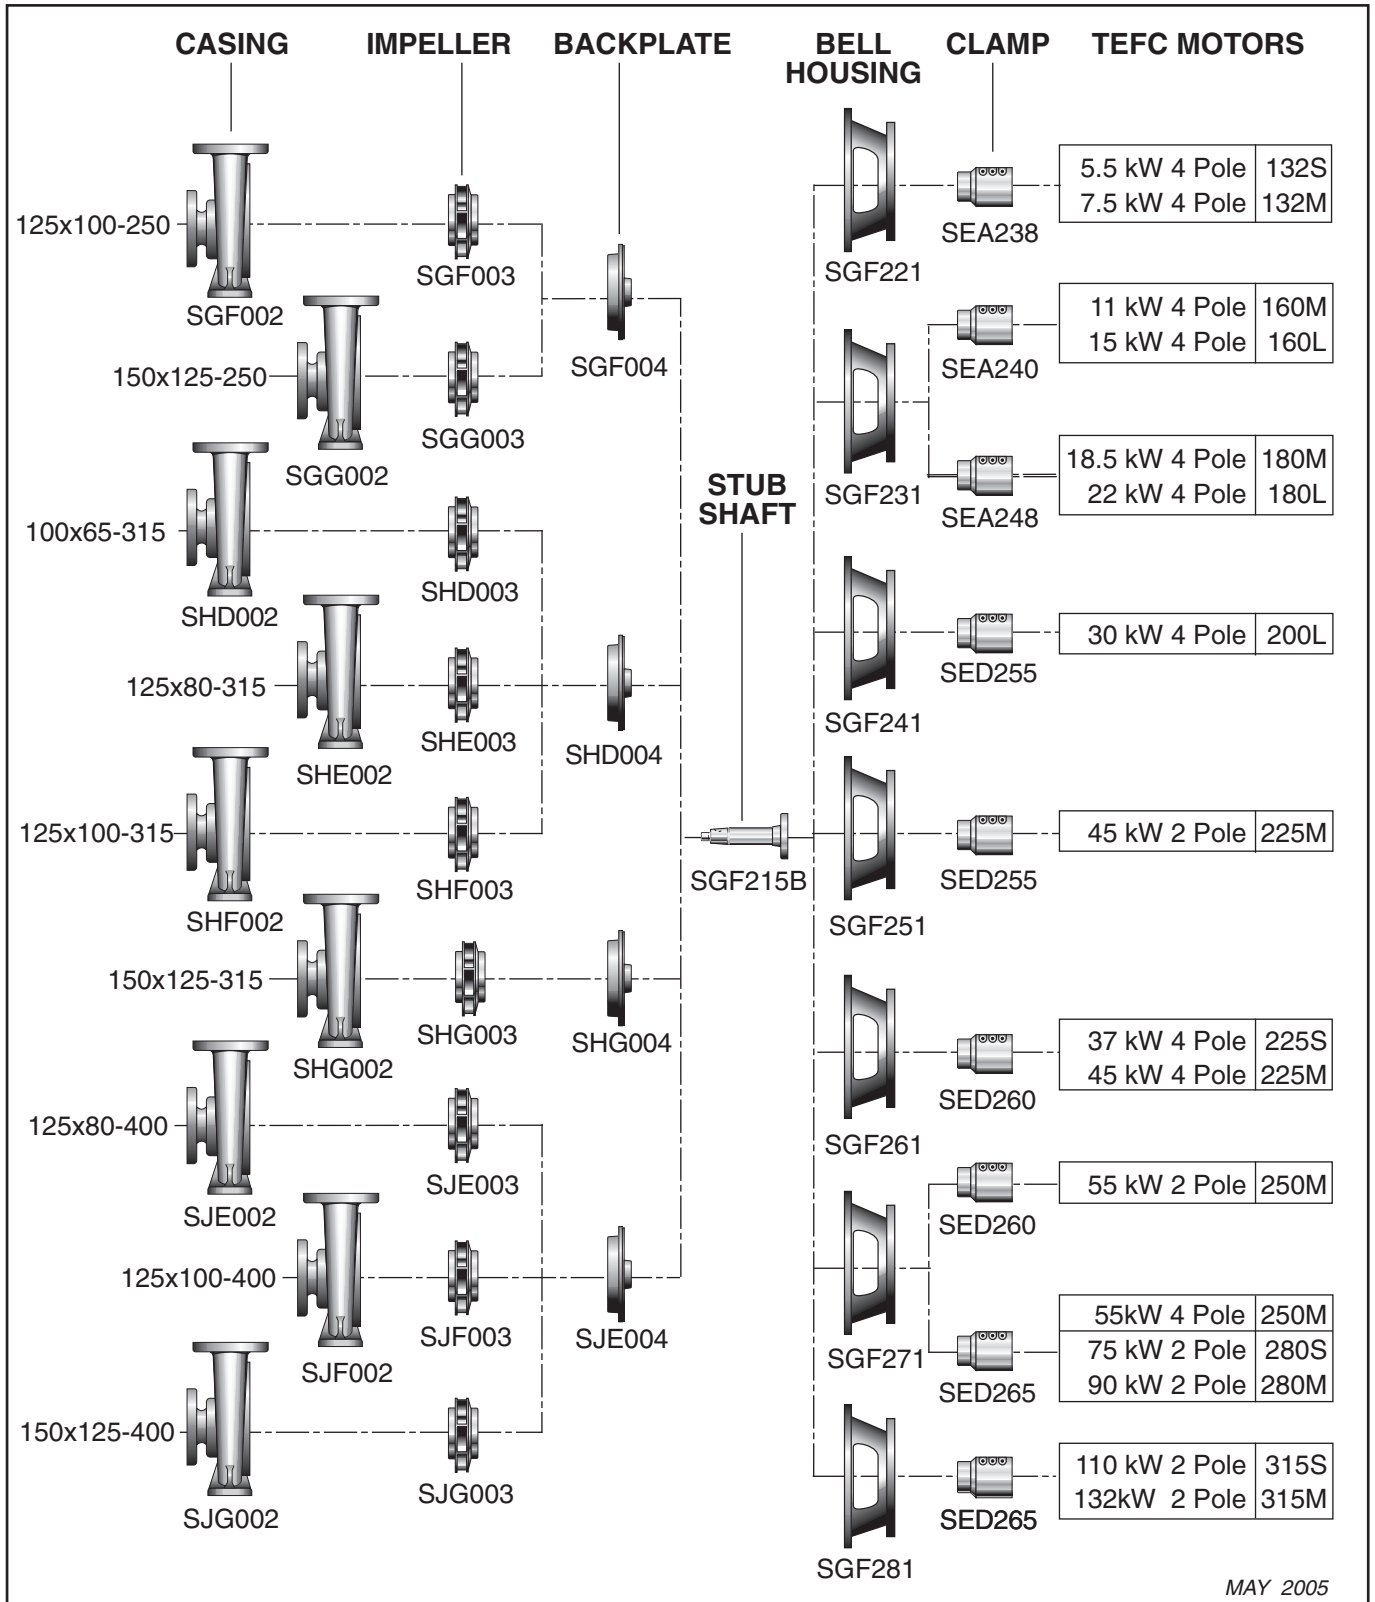 CASING
IMPELLER
BACKPLATE
BELL
HOUSING
CLAMP
TEFC MOTORS
125x100-250
SGF002
SGF003
150x125-250
SGG002
SGG003
SGF004
100x65-315
SHD002
SHD003
125x80-315
SHE002
SHE003
SHD004
125x100-315
SHF002
SHF003
150x125-315
SHG002
SHG003
SHG004
125x80-400
SJE002
SJE003
125x100-400
SJF002
SJF003
SJE004
150x125-400
SJG002
SJG003
STUB
SHAFT
SGF215B
SGF221
SEA238
5.5 kW 4 Pole 132S
7.5 kW 4 Pole 132M
SGF231
SEA240
11 kW 4 Pole 160M
15 kW 4 Pole 160L
SEA248
18.5 kW 4 Pole 180M
22 kW 4 Pole 180L
SGF241
SED255
30 kW 4 Pole 200L
SGF251
SED255
45 kW 2 Pole 225M
SGF261
SED260
37 kW 4 Pole 225S
45 kW 4 Pole 225M
SGF271
SED260
55 kW 2 Pole 250M
SED265
55kW 4 Pole 250M
75 kW 2 Pole 280S
90 kW 2 Pole 280M
SGF281
SED265
110 kW 2 Pole 315S
132kW 2 Pole 315M
MAY 2005